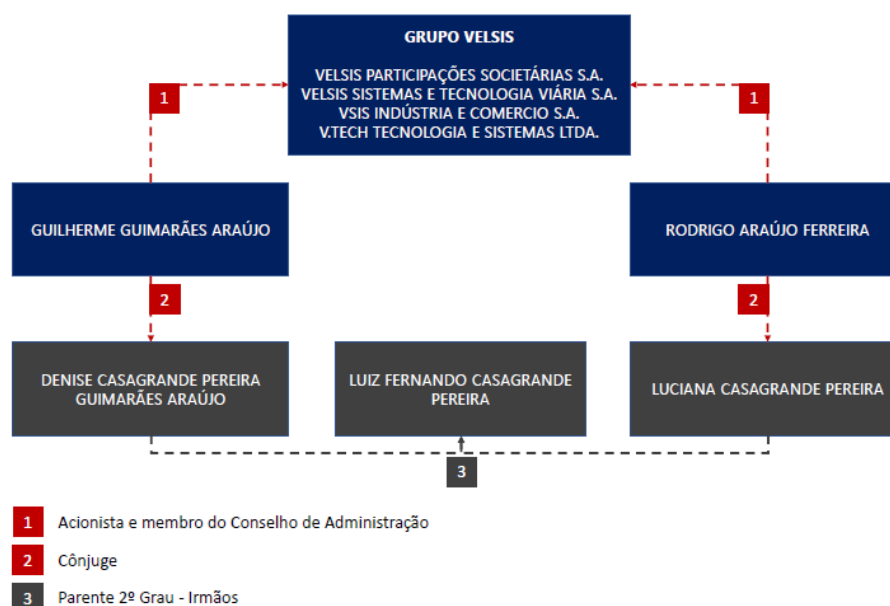 GRUPO VELSIS
VELSIS PARTICIPAÇÕES SOCIETÁRIAS S.A.
VELSIS SISTEMAS E TECNOLOGIA VIÁRIA S.A.
VSIS INDÚSTRIA E COMERCIO S.A.
V.TECH TECNOLOGIA E SISTEMAS LTDA.
1
1
GUILHERME GUIMARÃES ARAÚJO
RODRIGO ARAÚJO FERREIRA
2
2
DENISE CASAGRANDE PEREIRA
GUIMARÃES ARAÚJO
LUIZ FERNANDO CASAGRANDE
PEREIRA
LUCIANA CASAGRANDE PEREIRA
3
1 Acionista e membro do Conselho de Administração
2 Cônjuge
3 Parente 2º Grau - Irmãos